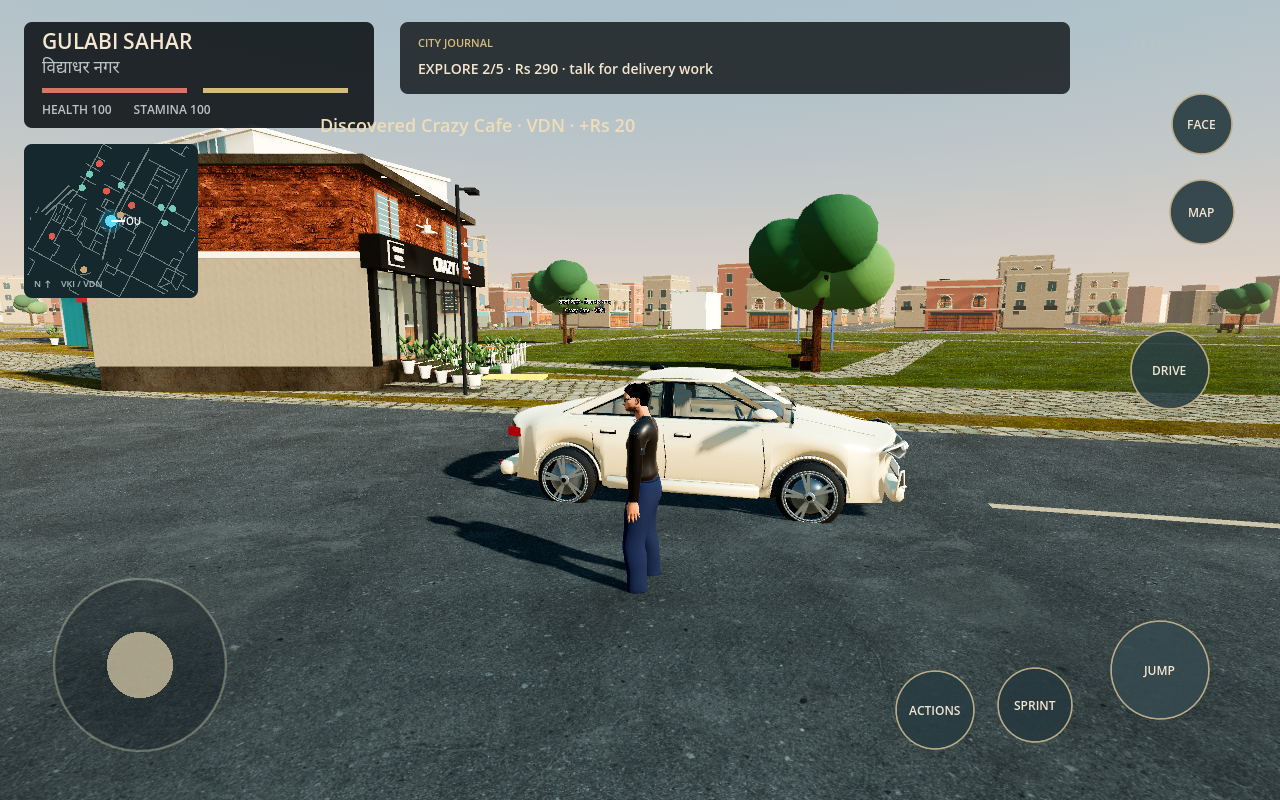 GULABI SAHAR
विद्याधर नगर
HEALTH 100 STAMINA 100
CITY JOURNAL
EXPLORE 2/5 · Rs 290 · talk for delivery work
Discovered Crazy Cafe · VDN · +Rs 20
FACE
MAP
YOU
N ↑ VKI / VDN
CRAZY
DRIVE
JUMP
ACTIONS
SPRINT